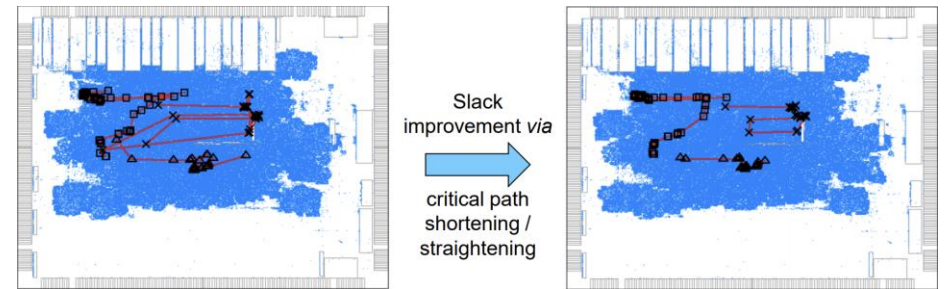 Slack
improvement via
critical path
shortening /
straightening